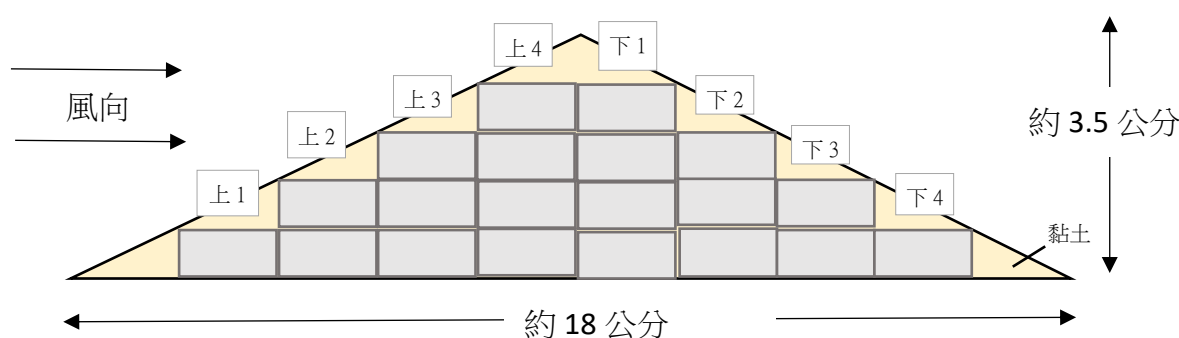 上 4
下 1
上 3
下 2
風向
上 2
約 3.5 公分
下 3
上 1
下 4
黏土
約 18 公分